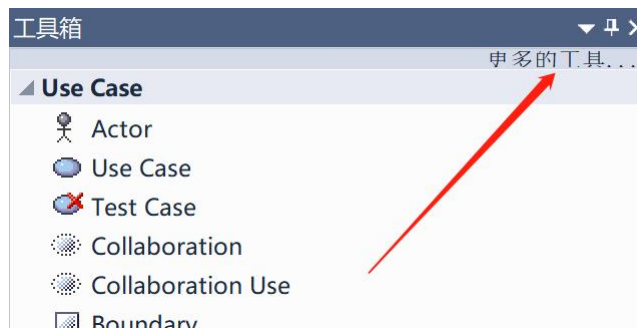 工具箱
更多的工具...
Use Case
Actor
Use Case
Test Case
Collaboration
Collaboration Use
Boundary